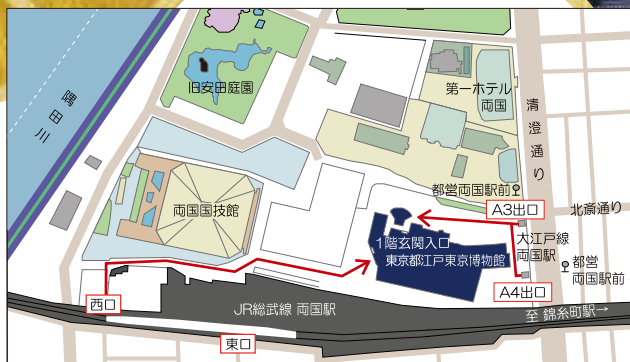 旧安田庭園
隅田川
第一ホテル
両国
清澄通り
都営両国駅前
両国国技館
A3出口
北斎通り
1階玄関入口
東京都江戸東京博物館
大江戸線
両国駅
都営
両国駅前
A4出口
西口
JR総武線 両国駅
至 錦糸町駅→
東口